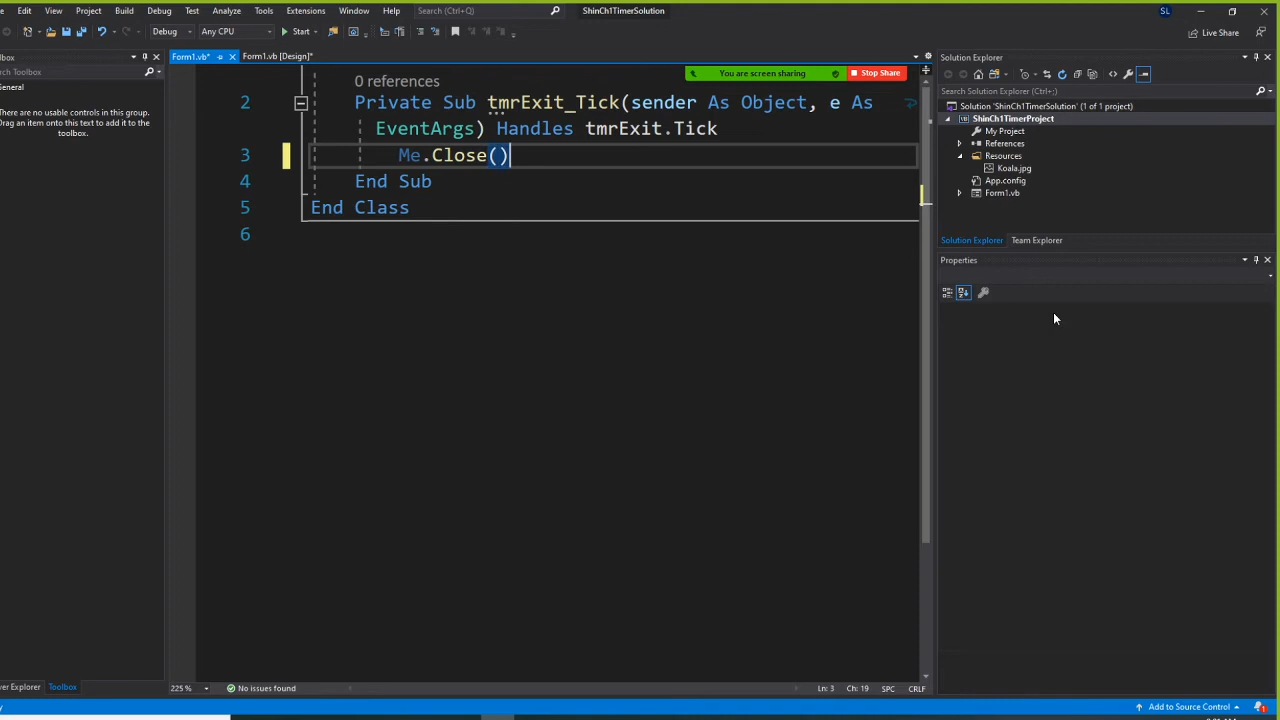 Edit View Project Build Debug Test Analyze Tools Extensions Window Help Search (Ctrl+Q) ShinCh1TimerSolution SL
Debug Any CPU Start Live Share
Form1.vb* Form1.vb [Design]*
Search Toolbox
General
There are no usable controls in this group.
Drag an item onto this text to add it to the
toolbox.
You are screen sharing Stop Share
0 references
2 Private Sub tmrExit_Tick(sender As Object, e As
EventArgs) Handles tmrExit.Tick
3 Me.Close()
4 End Sub
5 End Class
6
Solution Explorer
Search Solution Explorer (Ctrl+;)
Solution 'ShinCh1TimerSolution' (1 of 1 project)
ShinCh1TimerProject
My Project
References
Resources
Koala.jpg
App.config
Form1.vb
Solution Explorer Team Explorer
Properties
Toolbox
225 % No issues found Ln: 3 Ch: 19 SPC CRLF
Add to Source Control 1